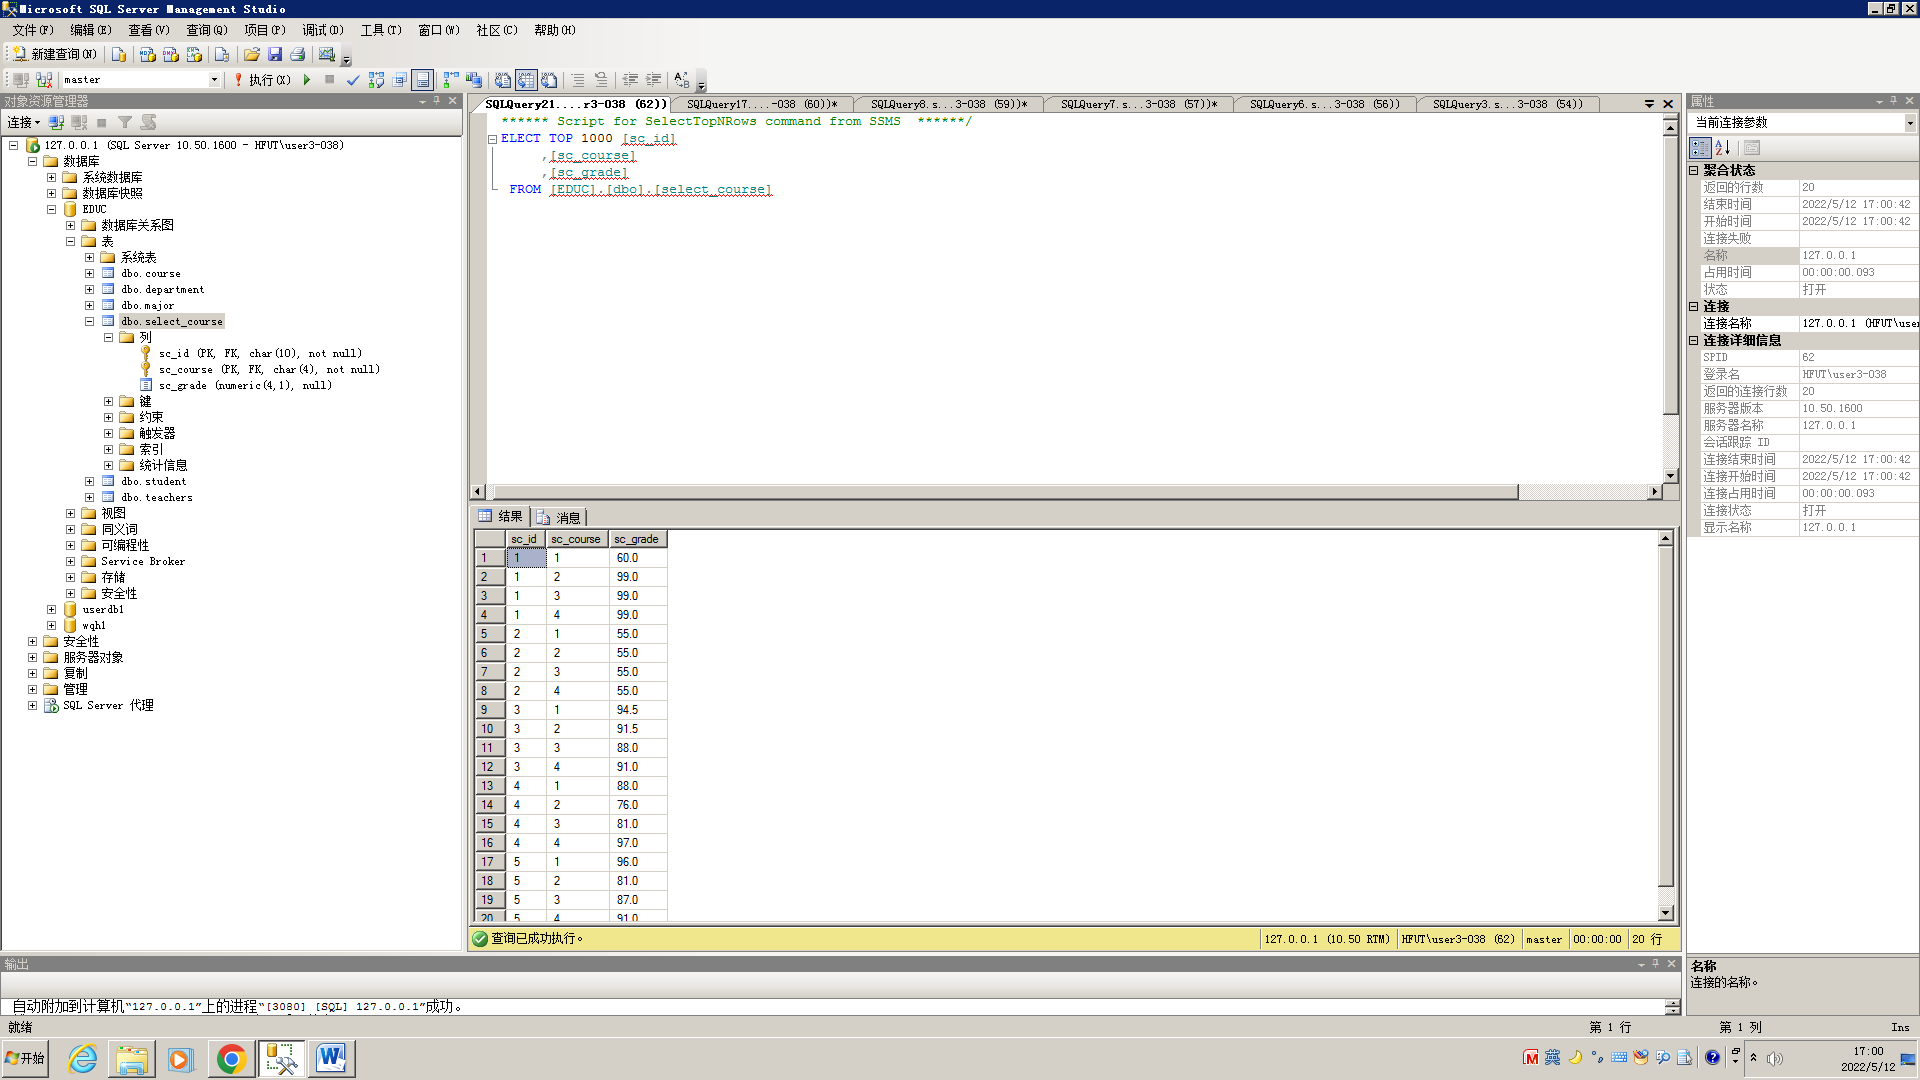 Microsoft SQL Server Management Studio
文件(F) 编辑(E) 查看(V) 查询(Q) 项目(P) 调试(D) 工具(T) 窗口(W) 社区(C) 帮助(H)
新建查询(N)
master 执行(X)
对象资源管理器
连接
127.0.0.1 (SQL Server 10.50.1600 - HFUT\user3-038)
数据库
系统数据库
数据库快照
EDUC
数据库关系图
表
系统表
dbo.course
dbo.department
dbo.major
dbo.select_course
列
sc_id (PK, FK, char(10), not null)
sc_course (PK, FK, char(4), not null)
sc_grade (numeric(4,1), null)
键
约束
触发器
索引
统计信息
dbo.student
dbo.teachers
视图
同义词
可编程性
Service Broker
存储
安全性
userdb1
wqh1
安全性
服务器对象
复制
管理
SQL Server 代理
SQLQuery21....r3-038 (62)) SQLQuery17....-038 (60))* SQLQuery8.s...3-038 (59))* SQLQuery7.s...3-038 (57))* SQLQuery6.s...3-038 (56)) SQLQuery3.s...3-038 (54))
****** Script for SelectTopNRows command from SSMS ******/
ELECT TOP 1000 [sc_id]
,[sc_course]
,[sc_grade]
FROM [EDUC].[dbo].[select_course]
结果 消息
sc_id sc_course sc_grade
1 1 1 60.0
2 1 2 99.0
3 1 3 99.0
4 1 4 99.0
5 2 1 55.0
6 2 2 55.0
7 2 3 55.0
8 2 4 55.0
9 3 1 94.5
10 3 2 91.5
11 3 3 88.0
12 3 4 91.0
13 4 1 88.0
14 4 2 76.0
15 4 3 81.0
16 4 4 97.0
17 5 1 96.0
18 5 2 81.0
19 5 3 87.0
20 5 4 91.0
查询已成功执行。 127.0.0.1 (10.50 RTM) HFUT\user3-038 (62) master 00:00:00 20 行
属性
当前连接参数
聚合状态
返回的行数 20
结束时间 2022/5/12 17:00:42
开始时间 2022/5/12 17:00:42
连接失败
名称 127.0.0.1
占用时间 00:00:00.093
状态 打开
连接
连接名称 127.0.0.1 (HFUT\use
连接详细信息
SPID 62
登录名 HFUT\user3-038
返回的连接行数 20
服务器版本 10.50.1600
服务器名称 127.0.0.1
会话跟踪 ID
连接结束时间 2022/5/12 17:00:42
连接开始时间 2022/5/12 17:00:42
连接占用时间 00:00:00.093
连接状态 打开
显示名称 127.0.0.1
名称
连接的名称。
输出
自动附加到计算机“127.0.0.1”上的进程“[3080] [SQL] 127.0.0.1”成功。
就绪 第 1 行 第 1 列 Ins
开始 英 17:00
2022/5/12